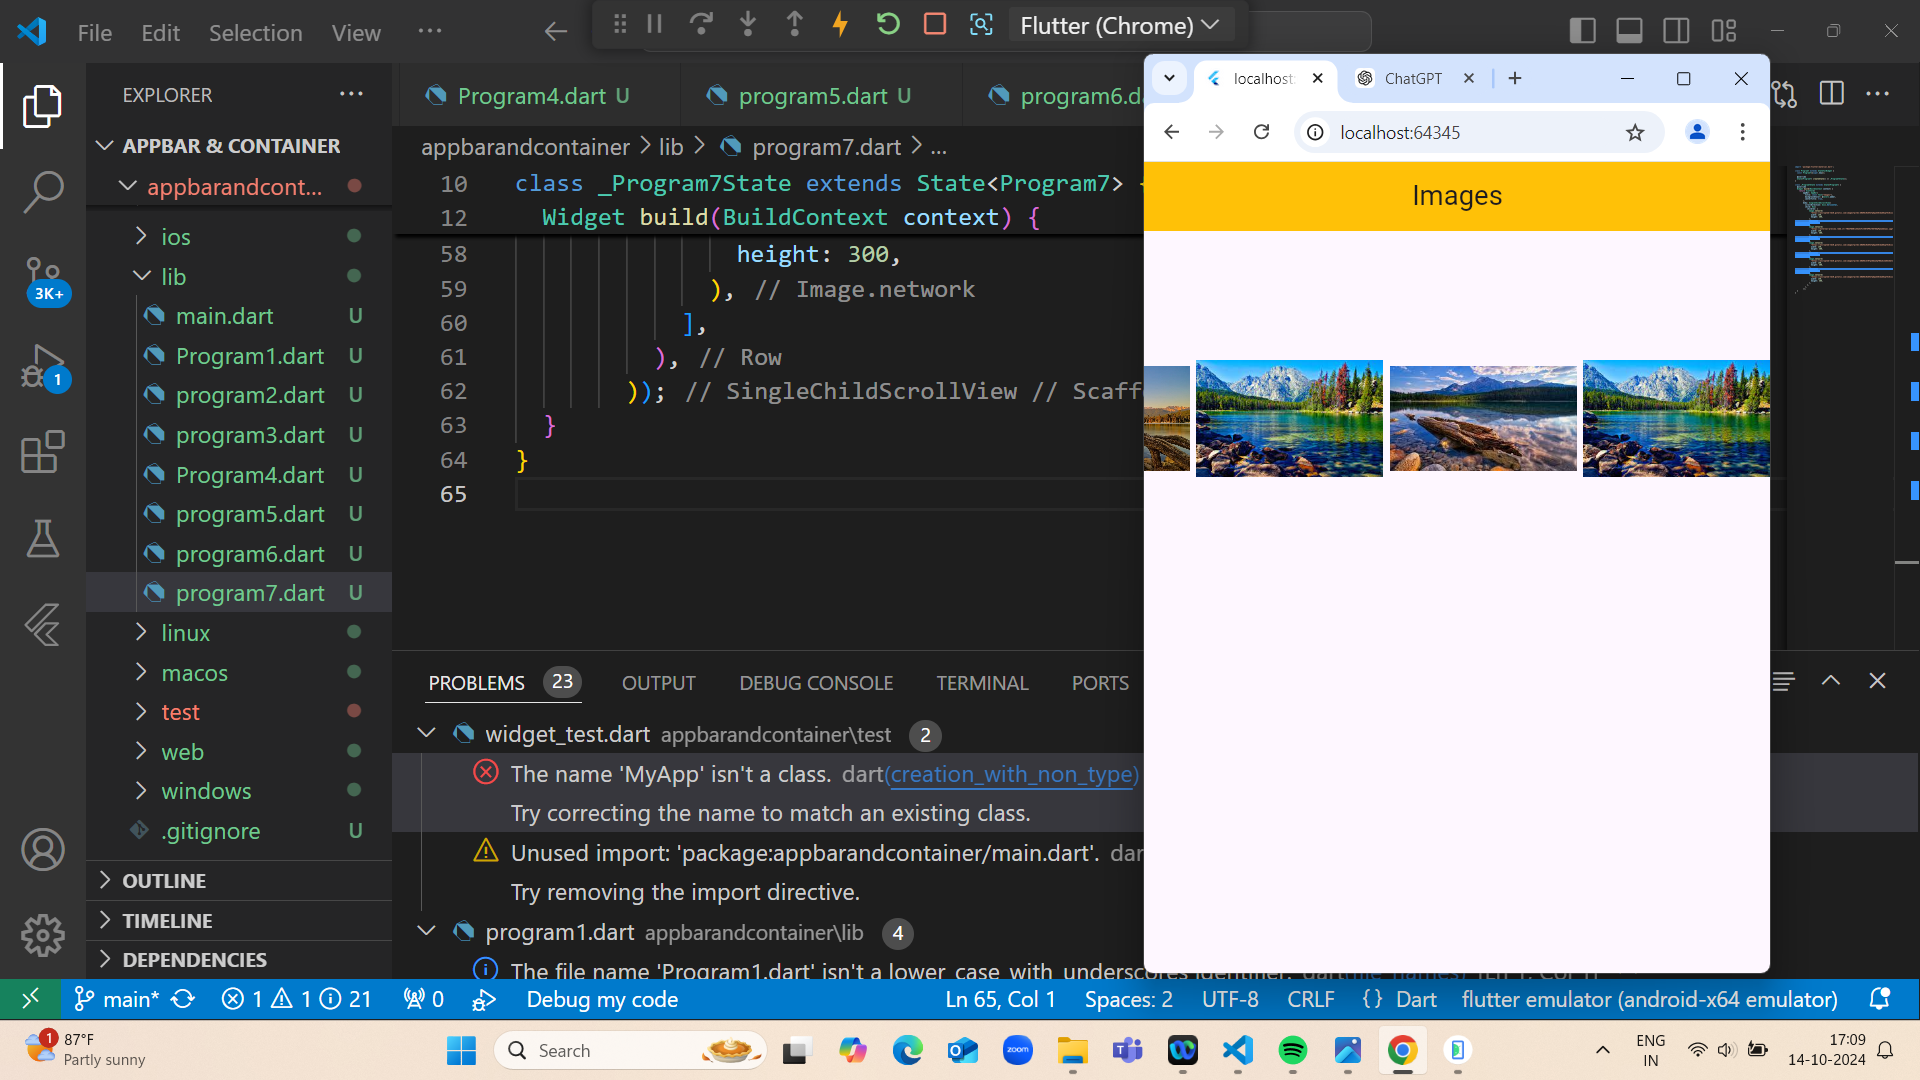 File Edit Selection View ...
Flutter (Chrome)
EXPLORER
APPBAR & CONTAINER
appbarandcont...
ios
lib
main.dart U
Program1.dart U
program2.dart U
program3.dart U
Program4.dart U
program5.dart U
program6.dart U
program7.dart U
linux
macos
test
web
windows
.gitignore U
OUTLINE
TIMELINE
DEPENDENCIES
3K+
1
Program4.dart U
program5.dart U
program6.d
appbarandcontainer > lib > program7.dart > ...
10 class _Program7State extends State<Program7> {
12 Widget build(BuildContext context) {
58 height: 300,
59 ), // Image.network
60 ],
61 ), // Row
62 )); // SingleChildScrollView // Scaff
63 }
64 }
65
localhost:
ChatGPT
localhost:64345
Images
PROBLEMS 23 OUTPUT DEBUG CONSOLE TERMINAL PORTS
widget_test.dart appbarandcontainer\test 2
The name 'MyApp' isn't a class. dart(creation_with_non_type)
Try correcting the name to match an existing class.
Unused import: 'package:appbarandcontainer/main.dart'. dar
Try removing the import directive.
program1.dart appbarandcontainer\lib 4
The file name 'Program1.dart' isn't a lower_case_with_underscores identifier.
main* 1 1 21 0 Debug my code Ln 65, Col 1 Spaces: 2 UTF-8 CRLF {} Dart flutter emulator (android-x64 emulator)
1
87°F
Partly sunny
Search
zoom
ENG
IN
17:09
14-10-2024